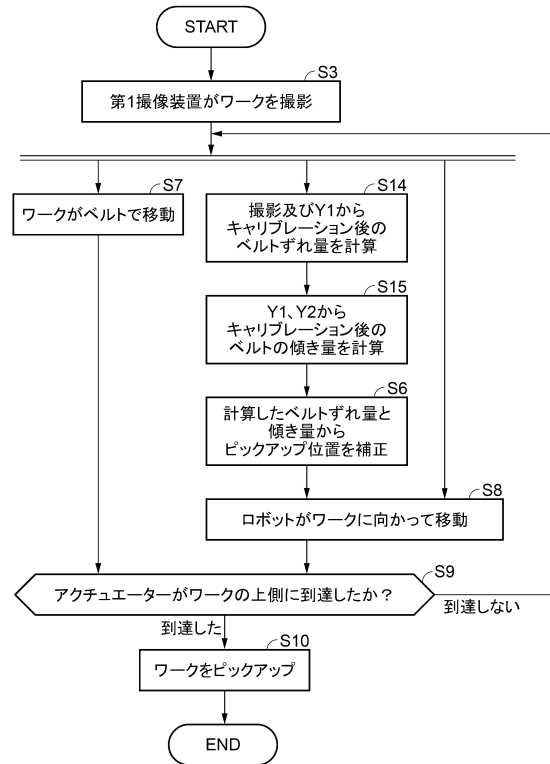 START
S3
第1撮像装置がワークを撮影
S7
ワークがベルトで移動
S14
撮影及びY1から
キャリブレーション後の
ベルトずれ量を計算
S15
Y1、Y2から
キャリブレーション後の
ベルトの傾き量を計算
S6
計算したベルトずれ量と
傾き量から
ピックアップ位置を補正
S8
ロボットがワークに向かって移動
S9
アクチュエーターがワークの上側に到達したか？
到達しない
到達した
S10
ワークをピックアップ
END